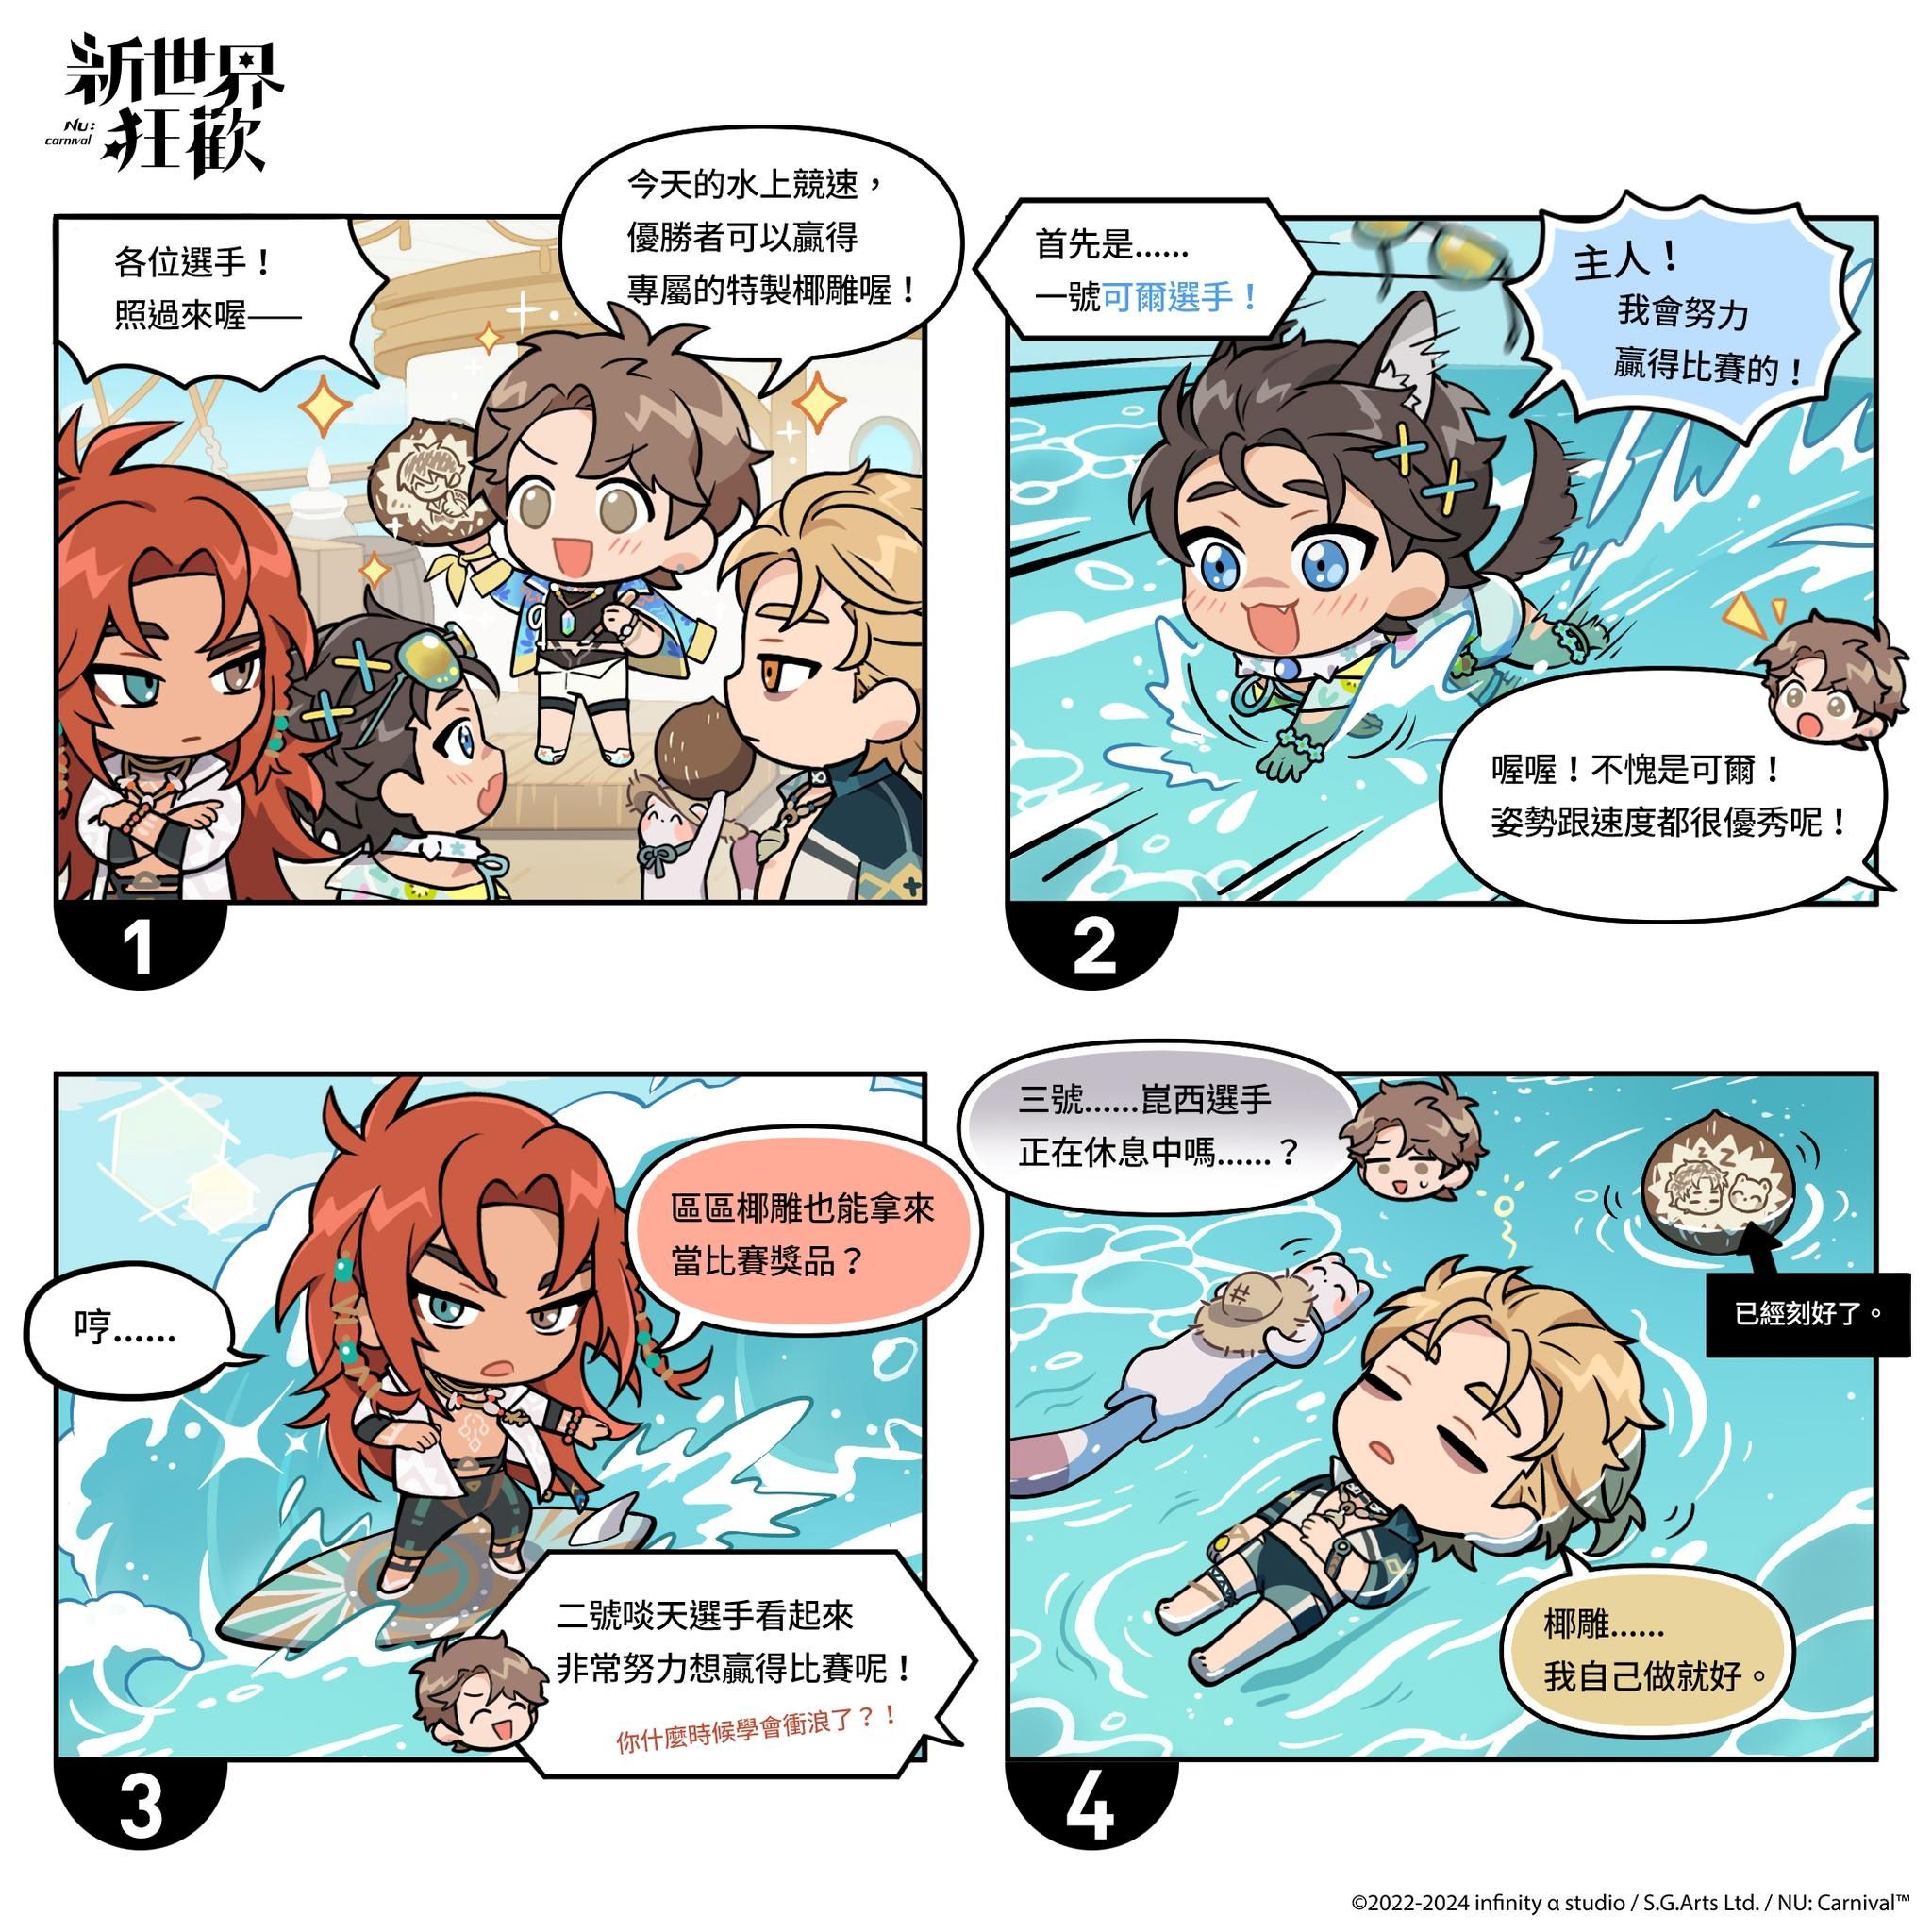 新世界
狂歡
Nu:
carnival
各位選手！
照過來喔——
今天的水上競速，
優勝者可以贏得
專屬的特製椰雕喔！
1
首先是……
一號可爾選手！
主人！
我會努力
贏得比賽的！
喔喔！不愧是可爾！
姿勢跟速度都很優秀呢！
2
哼……
區區椰雕也能拿來
當比賽獎品？
二號啖天選手看起來
非常努力想贏得比賽呢！
你什麼時候學會衝浪了？！
3
三號……崑西選手
正在休息中嗎……？
z Z
已經刻好了。
椰雕……
我自己做就好。
4
©2022-2024 infinity α studio / S.G.Arts Ltd. / NU: Carnival™